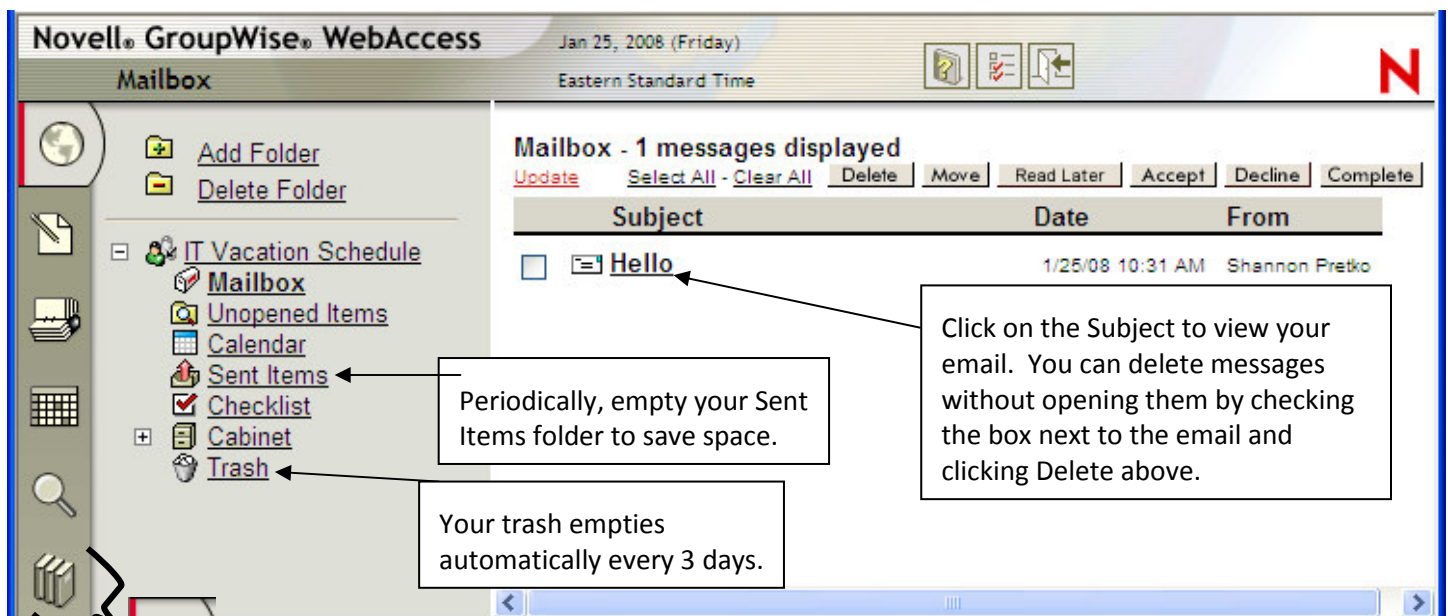 Novell® GroupWise® WebAccess
Jan 25, 2008 (Friday)
Mailbox
Eastern Standard Time
N
Add Folder
Delete Folder
IT Vacation Schedule
Mailbox
Unopened Items
Calendar
Sent Items
Checklist
Cabinet
Trash
Mailbox - 1 messages displayed
Update Select All - Clear All Delete Move Read Later Accept Decline Complete
Subject Date From
Hello 1/25/08 10:31 AM Shannon Pretko
Click on the Subject to view your
email. You can delete messages
without opening them by checking
the box next to the email and
clicking Delete above.
Periodically, empty your Sent
Items folder to save space.
Your trash empties
automatically every 3 days.